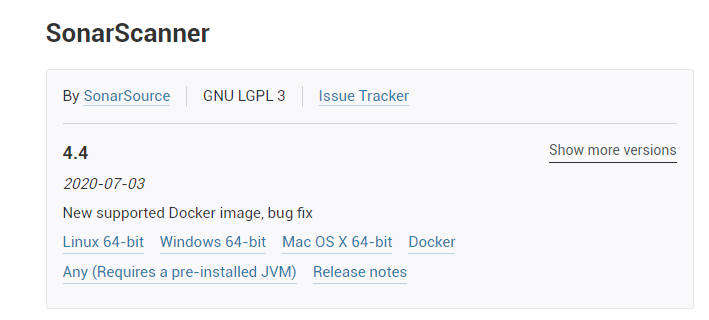 SonarScanner
By SonarSource GNU LGPL 3 Issue Tracker
4.4 Show more versions
2020-07-03
New supported Docker image, bug fix
Linux 64-bit Windows 64-bit Mac OS X 64-bit Docker
Any (Requires a pre-installed JVM) Release notes